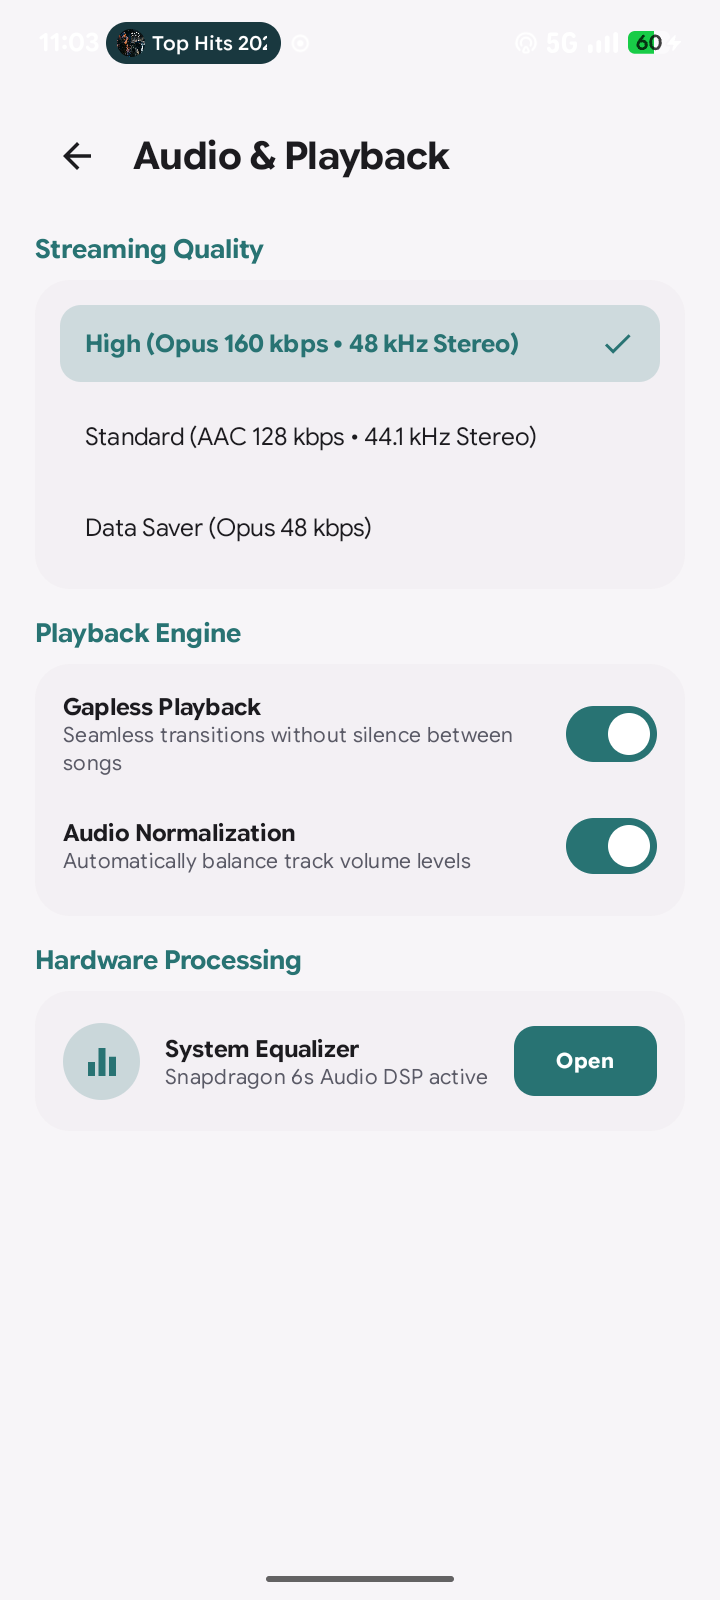 11:03 Top Hits 202 5G 60
Audio & Playback
Streaming Quality
High (Opus 160 kbps • 48 kHz Stereo)
Standard (AAC 128 kbps • 44.1 kHz Stereo)
Data Saver (Opus 48 kbps)
Playback Engine
Gapless Playback
Seamless transitions without silence between
songs
Audio Normalization
Automatically balance track volume levels
Hardware Processing
System Equalizer
Snapdragon 6s Audio DSP active
Open